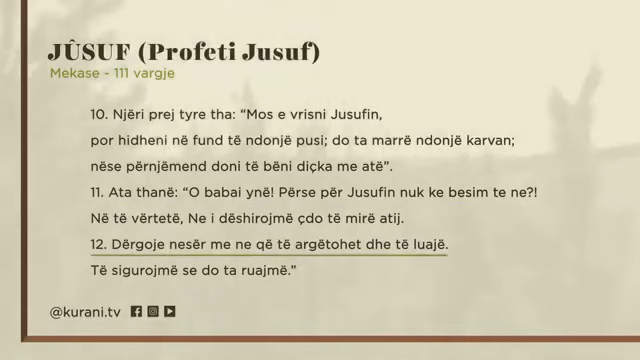 JÛSUF (Profeti Jusuf)
Mekase - 111 vargje
10. Njëri prej tyre tha: “Mos e vrisni Jusufin,
por hidheni në fund të ndonjë pusi; do ta marrë ndonjë karvan;
nëse përnjëmend doni të bëni diçka me atë”.
11. Ata thanë: “O babai ynë! Përse për Jusufin nuk ke besim te ne?!
Në të vërtetë, Ne i dëshirojmë çdo të mirë atij.
12. Dërgoje nesër me ne që të argëtohet dhe të luajë.
Të sigurojmë se do ta ruajmë.”
@kurani.tv